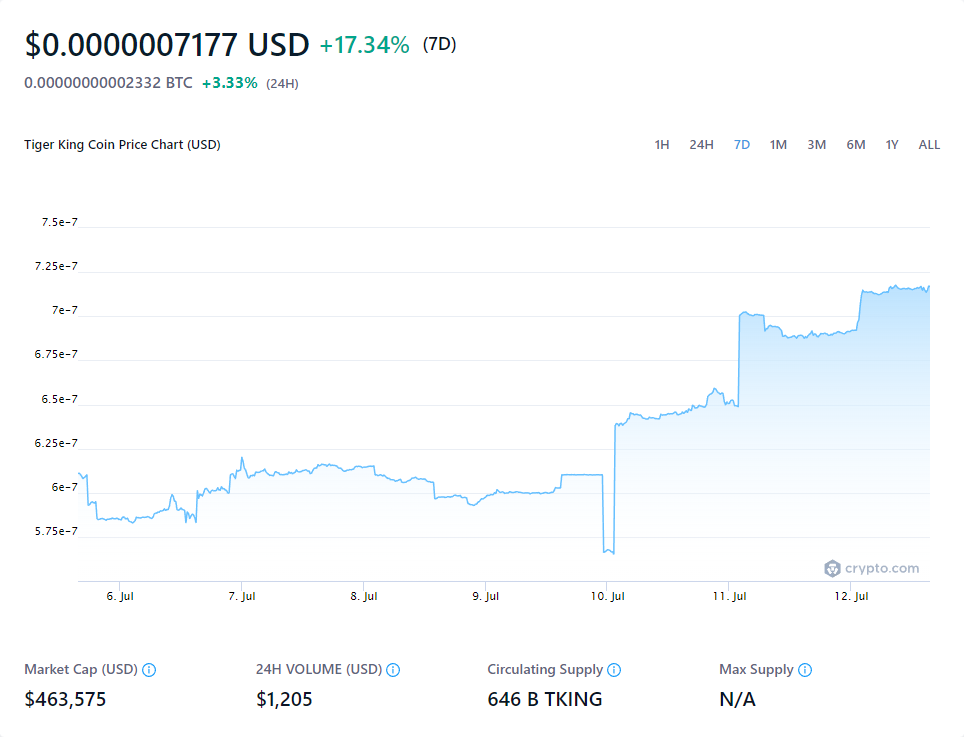 $0.0000007177 USD +17.34% (7D)
0.00000000002332 BTC +3.33% (24H)
Tiger King Coin Price Chart (USD) 1H 24H 7D 1M 3M 6M 1Y ALL
7.5e-7
7.25e-7
7e-7
6.75e-7
6.5e-7
6.25e-7
6e-7
5.75e-7
crypto.com
6. Jul 7. Jul 8. Jul 9. Jul 10. Jul 11. Jul 12. Jul
Market Cap (USD) 24H VOLUME (USD) Circulating Supply Max Supply
$463,575 $1,205 646 B TKING N/A